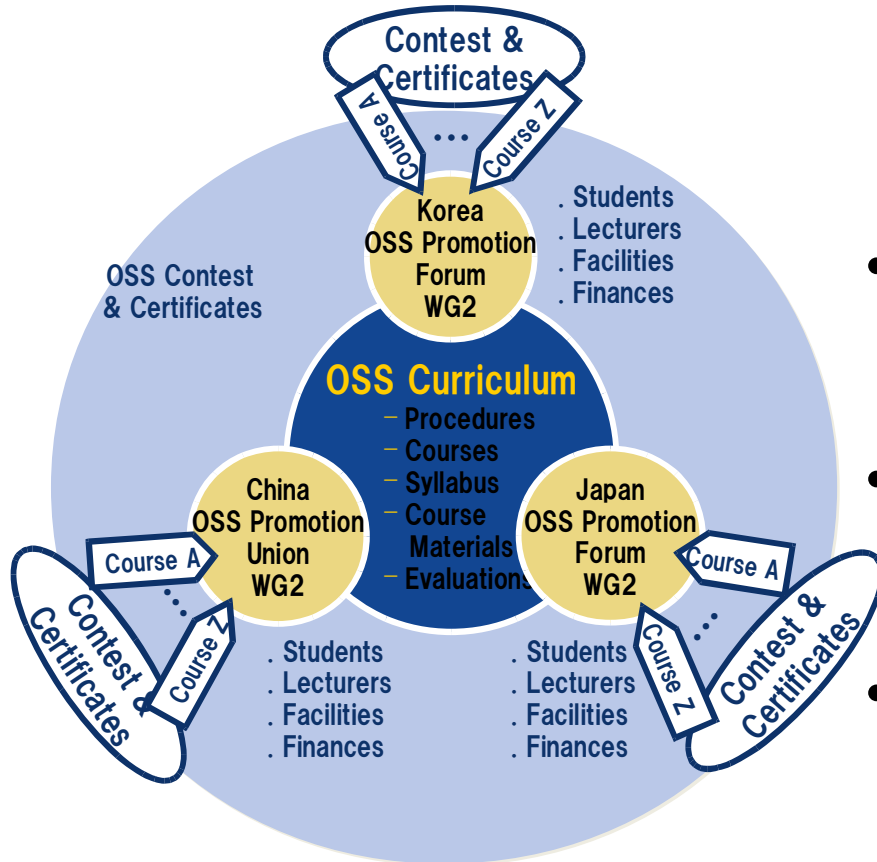 Contest &
Certificates
Course A
...
Course Z
Korea
OSS Promotion
Forum
WG2
. Students
. Lecturers
. Facilities
. Finances
OSS Contest
& Certificates
OSS Curriculum
– Procedures
– Courses
– Syllabus
– Course
Materials
– Evaluations
China
OSS Promotion
Union
WG2
Japan
OSS Promotion
Forum
WG2
Course A
....
Course Z
Contest &
Certificates
Course A
...
Course Z
Contest &
Certificates
. Students
. Lecturers
. Facilities
. Finances
. Students
. Lecturers
. Facilities
. Finances
•
•
•